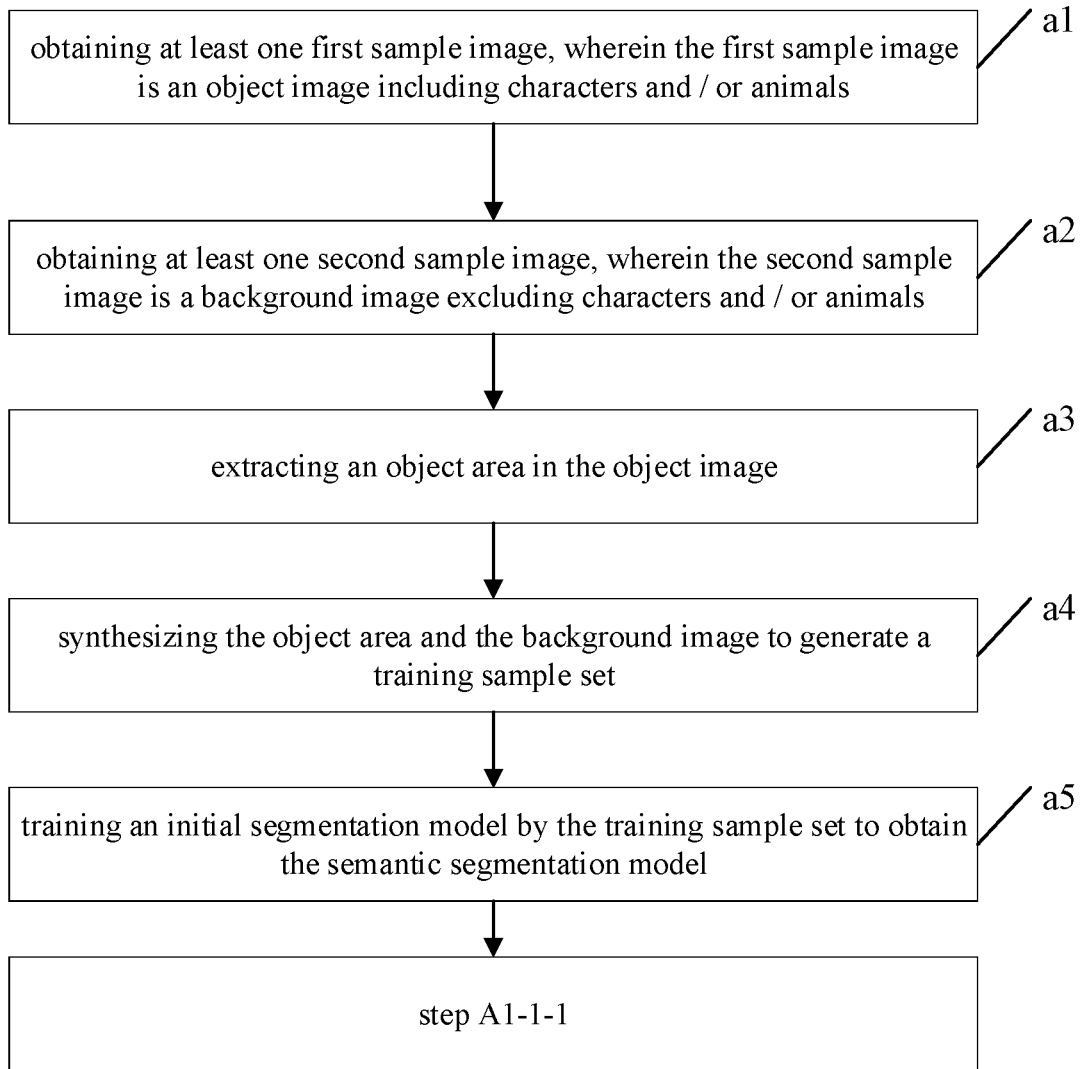 obtaining at least one first sample image, wherein the first sample image
is an object image including characters and / or animals
a1
obtaining at least one second sample image, wherein the second sample
image is a background image excluding characters and / or animals
a2
extracting an object area in the object image
a3
synthesizing the object area and the background image to generate a
training sample set
a4
training an initial segmentation model by the training sample set to obtain
the semantic segmentation model
a5
step A1-1-1